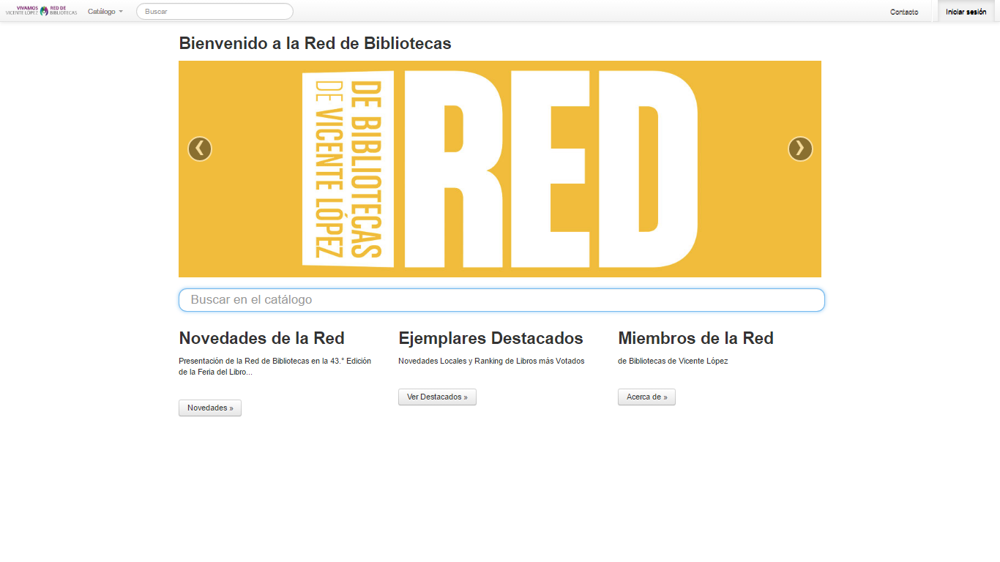 VIVAMOS
VICENTE LÓPEZ
RED DE
BIBLIOTECAS
Catálogo
Buscar
Contacto
Iniciar sesión
Bienvenido a la Red de Bibliotecas
DE BIBLIOTECAS
DE VICENTE LÓPEZ
RED
Buscar en el catálogo
Novedades de la Red
Presentación de la Red de Bibliotecas en la 43.° Edición
de la Feria del Libro...
Novedades »
Ejemplares Destacados
Novedades Locales y Ranking de Libros más Votados
Ver Destacados »
Miembros de la Red
de Bibliotecas de Vicente López
Acerca de »